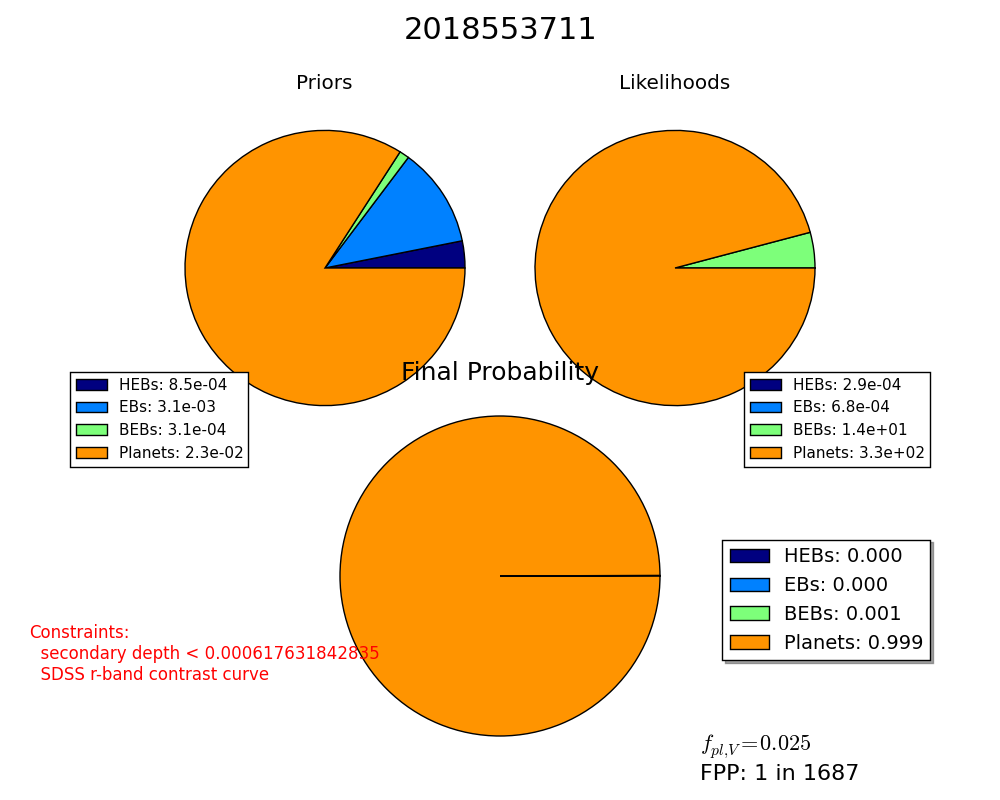 2018553711
Priors
Likelihoods
HEBs: 8.5e-04
EBs: 3.1e-03
BEBs: 3.1e-04
Planets: 2.3e-02
HEBs: 2.9e-04
EBs: 6.8e-04
BEBs: 1.4e+01
Planets: 3.3e+02
Final Probability
HEBs: 0.000
EBs: 0.000
BEBs: 0.001
Planets: 0.999
Constraints:
secondary depth < 0.000617631842835
SDSS r-band contrast curve
f_{pl,V}=0.025
FPP: 1 in 1687